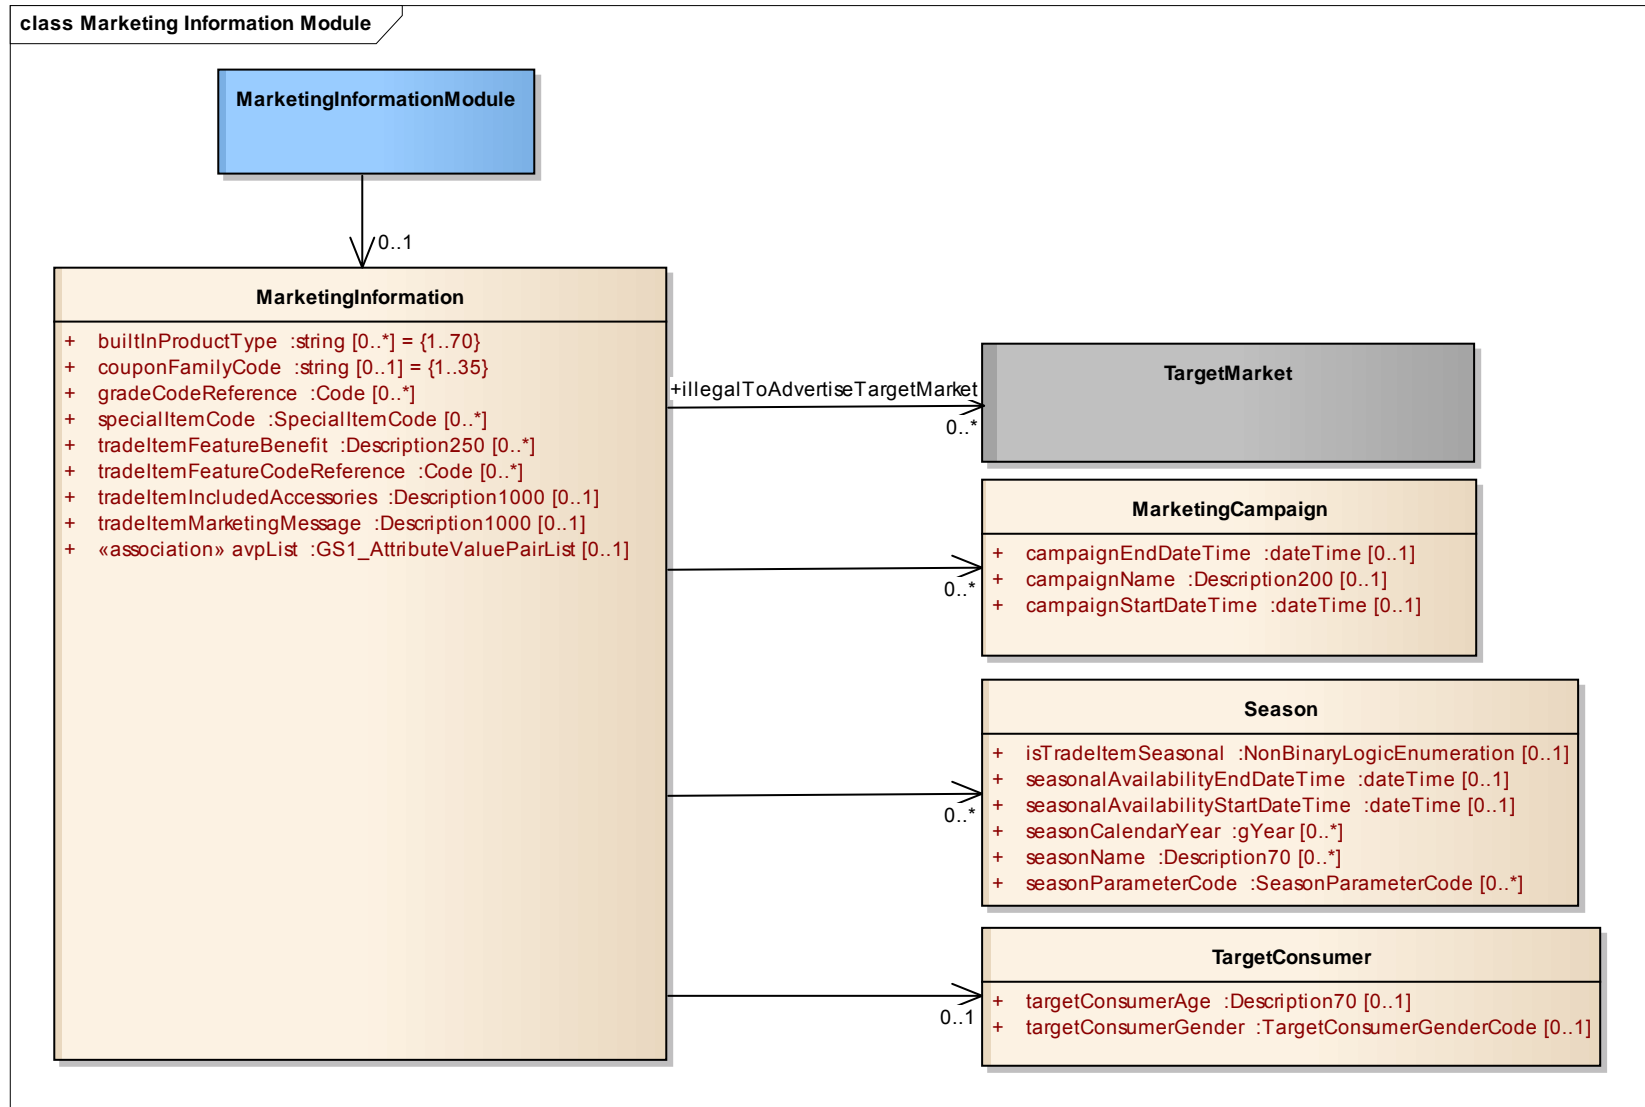 class Marketing Information Module
MarketingInformationModule
0..1
MarketingInformation
+ builtInProductType :string [0..*] = {1..70}
+ couponFamilyCode :string [0..1] = {1..35}
+ gradeCodeReference :Code [0..*]
+ specialItemCode :SpecialItemCode [0..*]
+ tradeItemFeatureBenefit :Description250 [0..*]
+ tradeItemFeatureCodeReference :Code [0..*]
+ tradeItemIncludedAccessories :Description1000 [0..1]
+ tradeItemMarketingMessage :Description1000 [0..1]
+ «association» avpList :GS1_AttributeValuePairList [0..1]
+illegalToAdvertiseTargetMarket
0..*
TargetMarket
0..*
MarketingCampaign
+ campaignEndDateTime :dateTime [0..1]
+ campaignName :Description200 [0..1]
+ campaignStartDateTime :dateTime [0..1]
0..*
Season
+ isTradeItemSeasonal :NonBinaryLogicEnumeration [0..1]
+ seasonalAvailabilityEndDateTime :dateTime [0..1]
+ seasonalAvailabilityStartDateTime :dateTime [0..1]
+ seasonCalendarYear :gYear [0..*]
+ seasonName :Description70 [0..*]
+ seasonParameterCode :SeasonParameterCode [0..*]
0..1
TargetConsumer
+ targetConsumerAge :Description70 [0..1]
+ targetConsumerGender :TargetConsumerGenderCode [0..1]